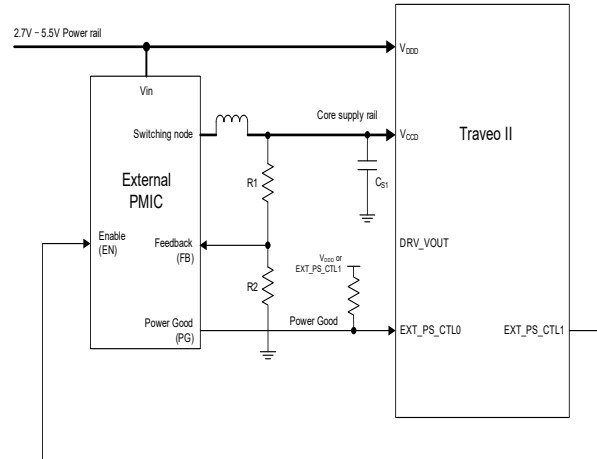 2.7V – 5.5V Power rail
Vin
VDDD
Switching node
Core supply rail
VCCD
Traveo II
R1
CS1
External
PMIC
Enable
(EN)
Feedback
(FB)
DRV_VOUT
VDDD or
EXT_PS_CTL1
R2
Power Good
(PG)
Power Good
EXT_PS_CTL0
EXT_PS_CTL1